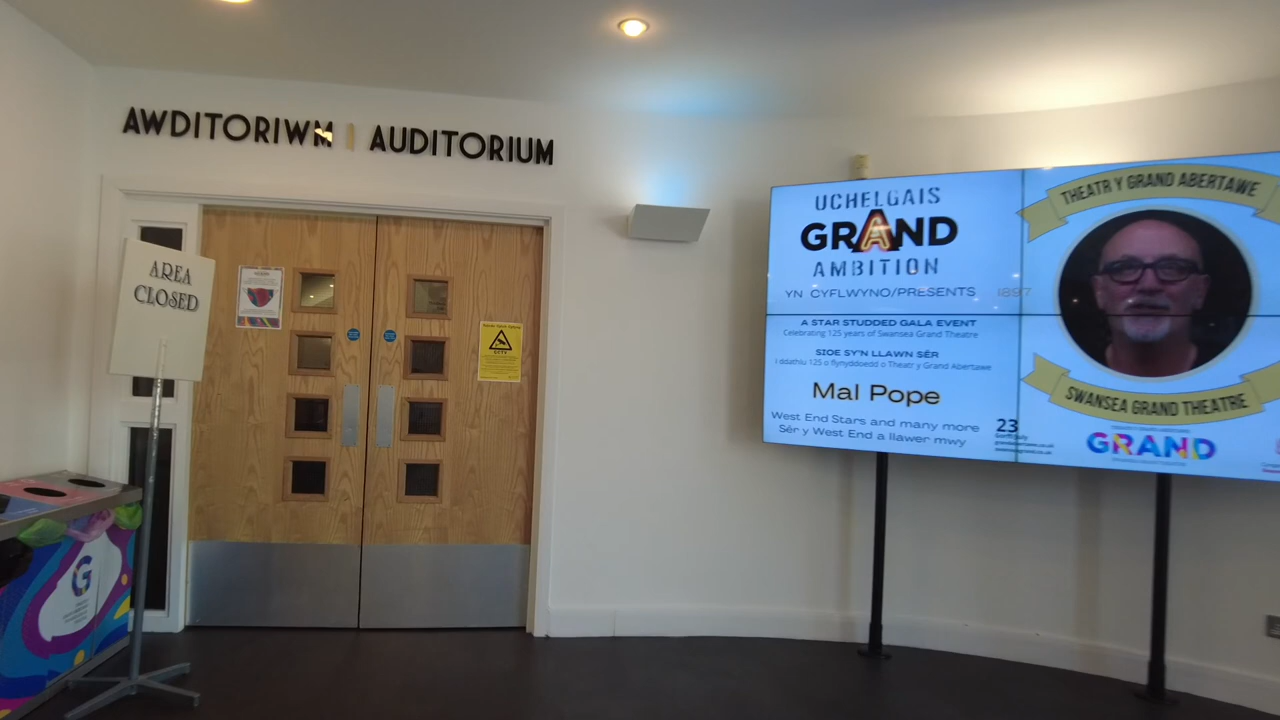 AWDITORIWM | AUDITORIUM
AREA
CLOSED
CCTV
G
UCHELGAIS
GRAND
AMBITION
YN CYFLWYNO/PRESENTS
1897
A STAR STUDDED GALA EVENT
Celebrating 125 years of Swansea Grand Theatre
SIOE SY'N LLAWN SÊR
I ddathlu 125 o flynyddoedd o Theatr y Grand Abertawe
Mal Pope
West End Stars and many more
Sêr y West End a llawer mwy
23
THEATR Y GRAND ABERTAWE
SWANSEA GRAND THEATRE
GRAND